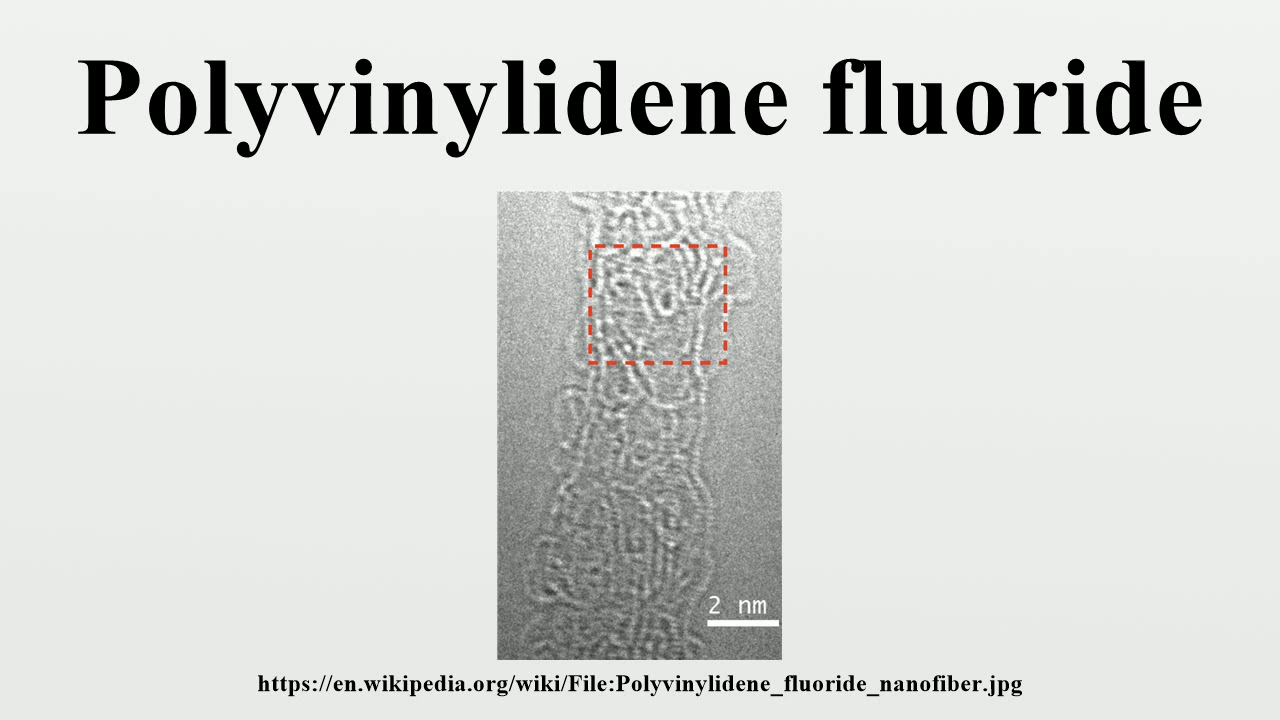 Polyvinylidene fluoride
2 nm
https://en.wikipedia.org/wiki/File:Polyvinylidene_fluoride_nanofiber.jpg